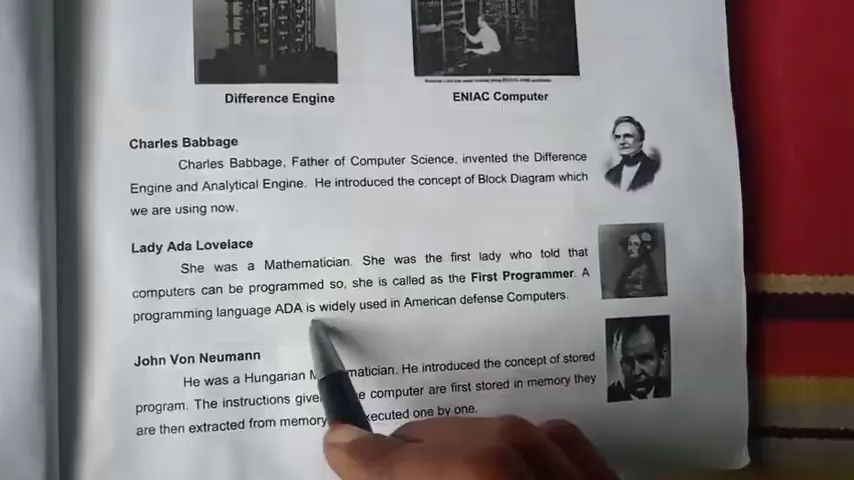 Difference Engine
ENIAC Computer
Charles Babbage
Charles Babbage, Father of Computer Science, invented the Difference
Engine and Analytical Engine. He introduced the concept of Block Diagram which
we are using now.
Lady Ada Lovelace
She was a Mathematician. She was the first lady who told that
computers can be programmed so, she is called as the First Programmer. A
programming language ADA is widely used in American defense Computers.
John Von Neumann
He was a Hungarian M matician. He introduced the concept of stored
program. The instructions give e computer are first stored in memory they
are then extracted from memory xecuted one by one.